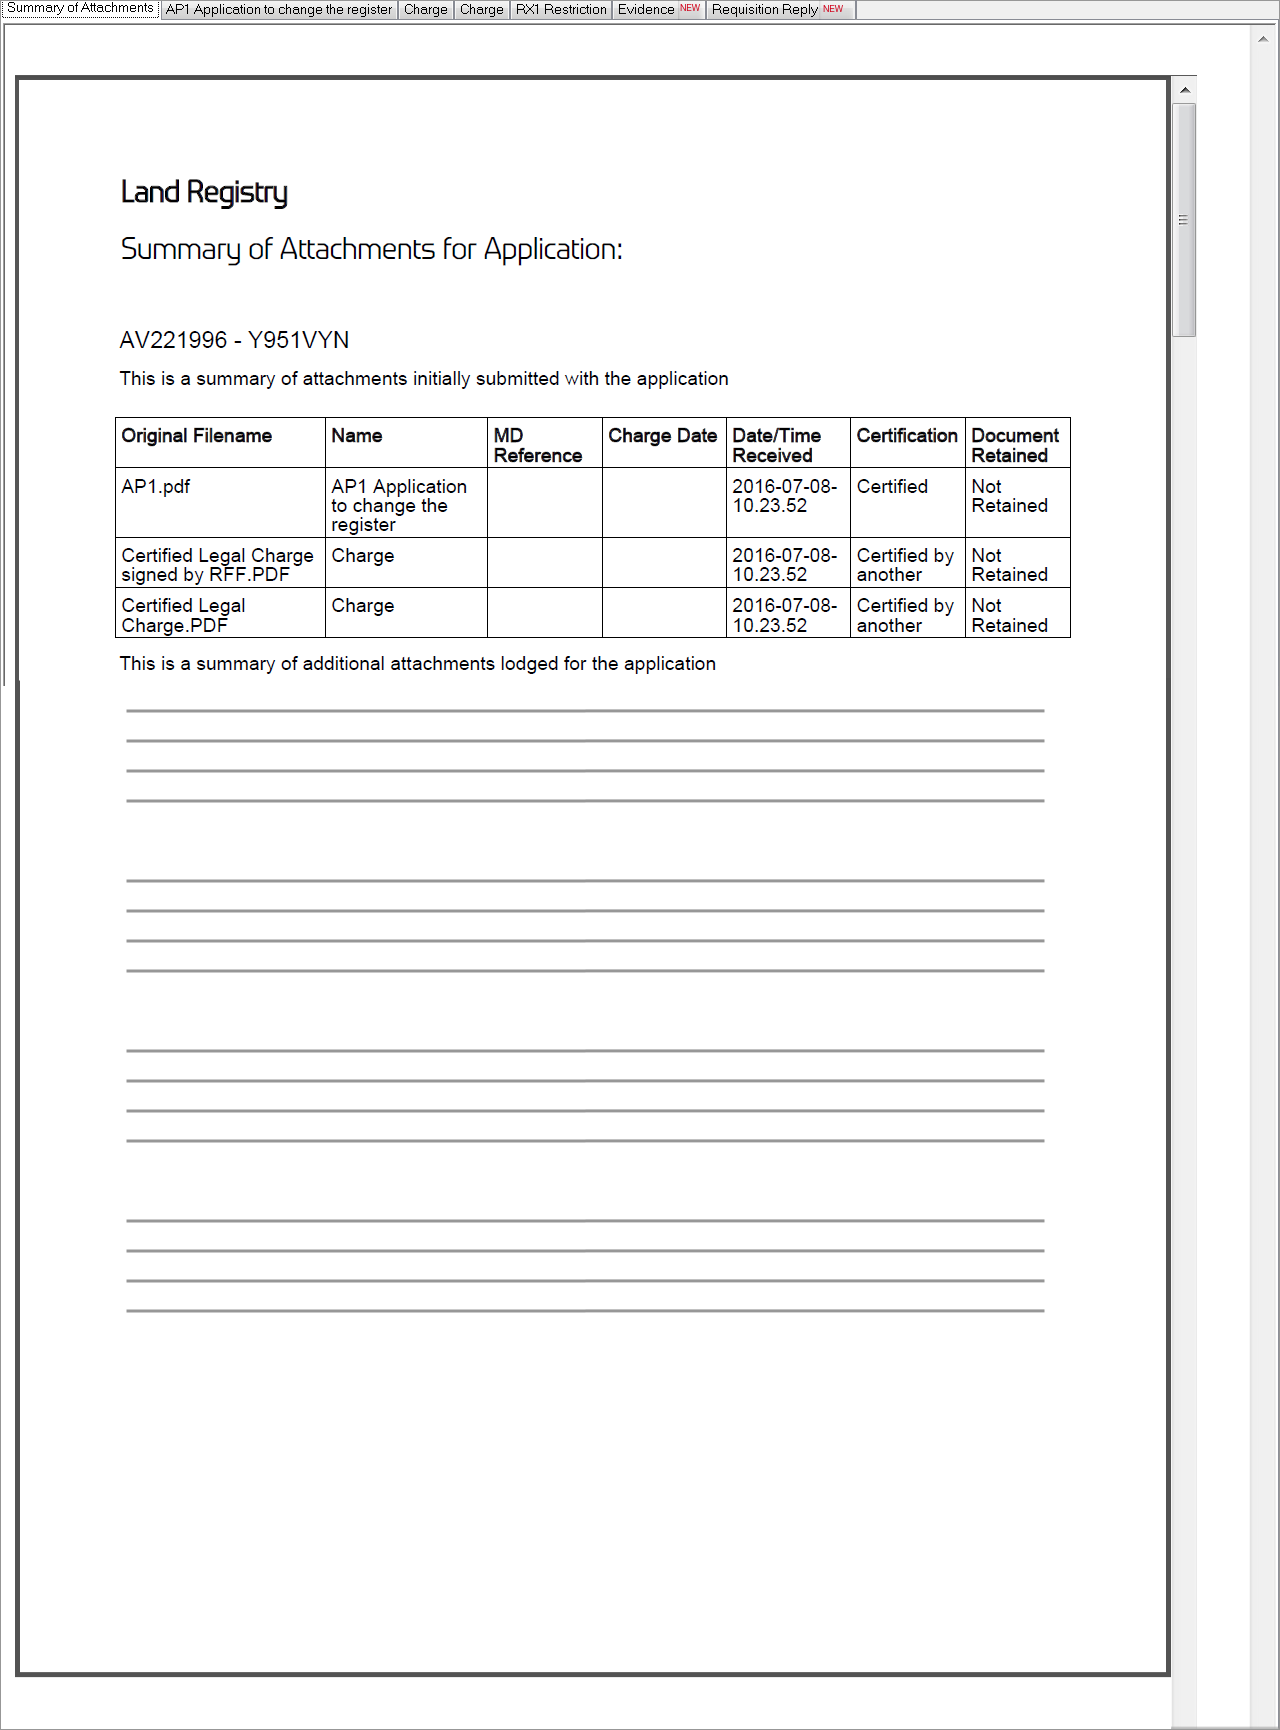 Summary of Attachments AP1 Application to change the register Charge Charge RX1 Restriction Evidence NEW Requisition Reply NEW
Land Registry
Summary of Attachments for Application:
AV221996 - Y951VYN
This is a summary of attachments initially submitted with the application
Original Filename Name MD Reference Charge Date Date/Time Received Certification Document Retained
AP1.pdf AP1 Application to change the register 2016-07-08-10.23.52 Certified Not Retained
Certified Legal Charge signed by RFF.PDF Charge 2016-07-08-10.23.52 Certified by another Not Retained
Certified Legal Charge.PDF Charge 2016-07-08-10.23.52 Certified by another Not Retained
This is a summary of additional attachments lodged for the application